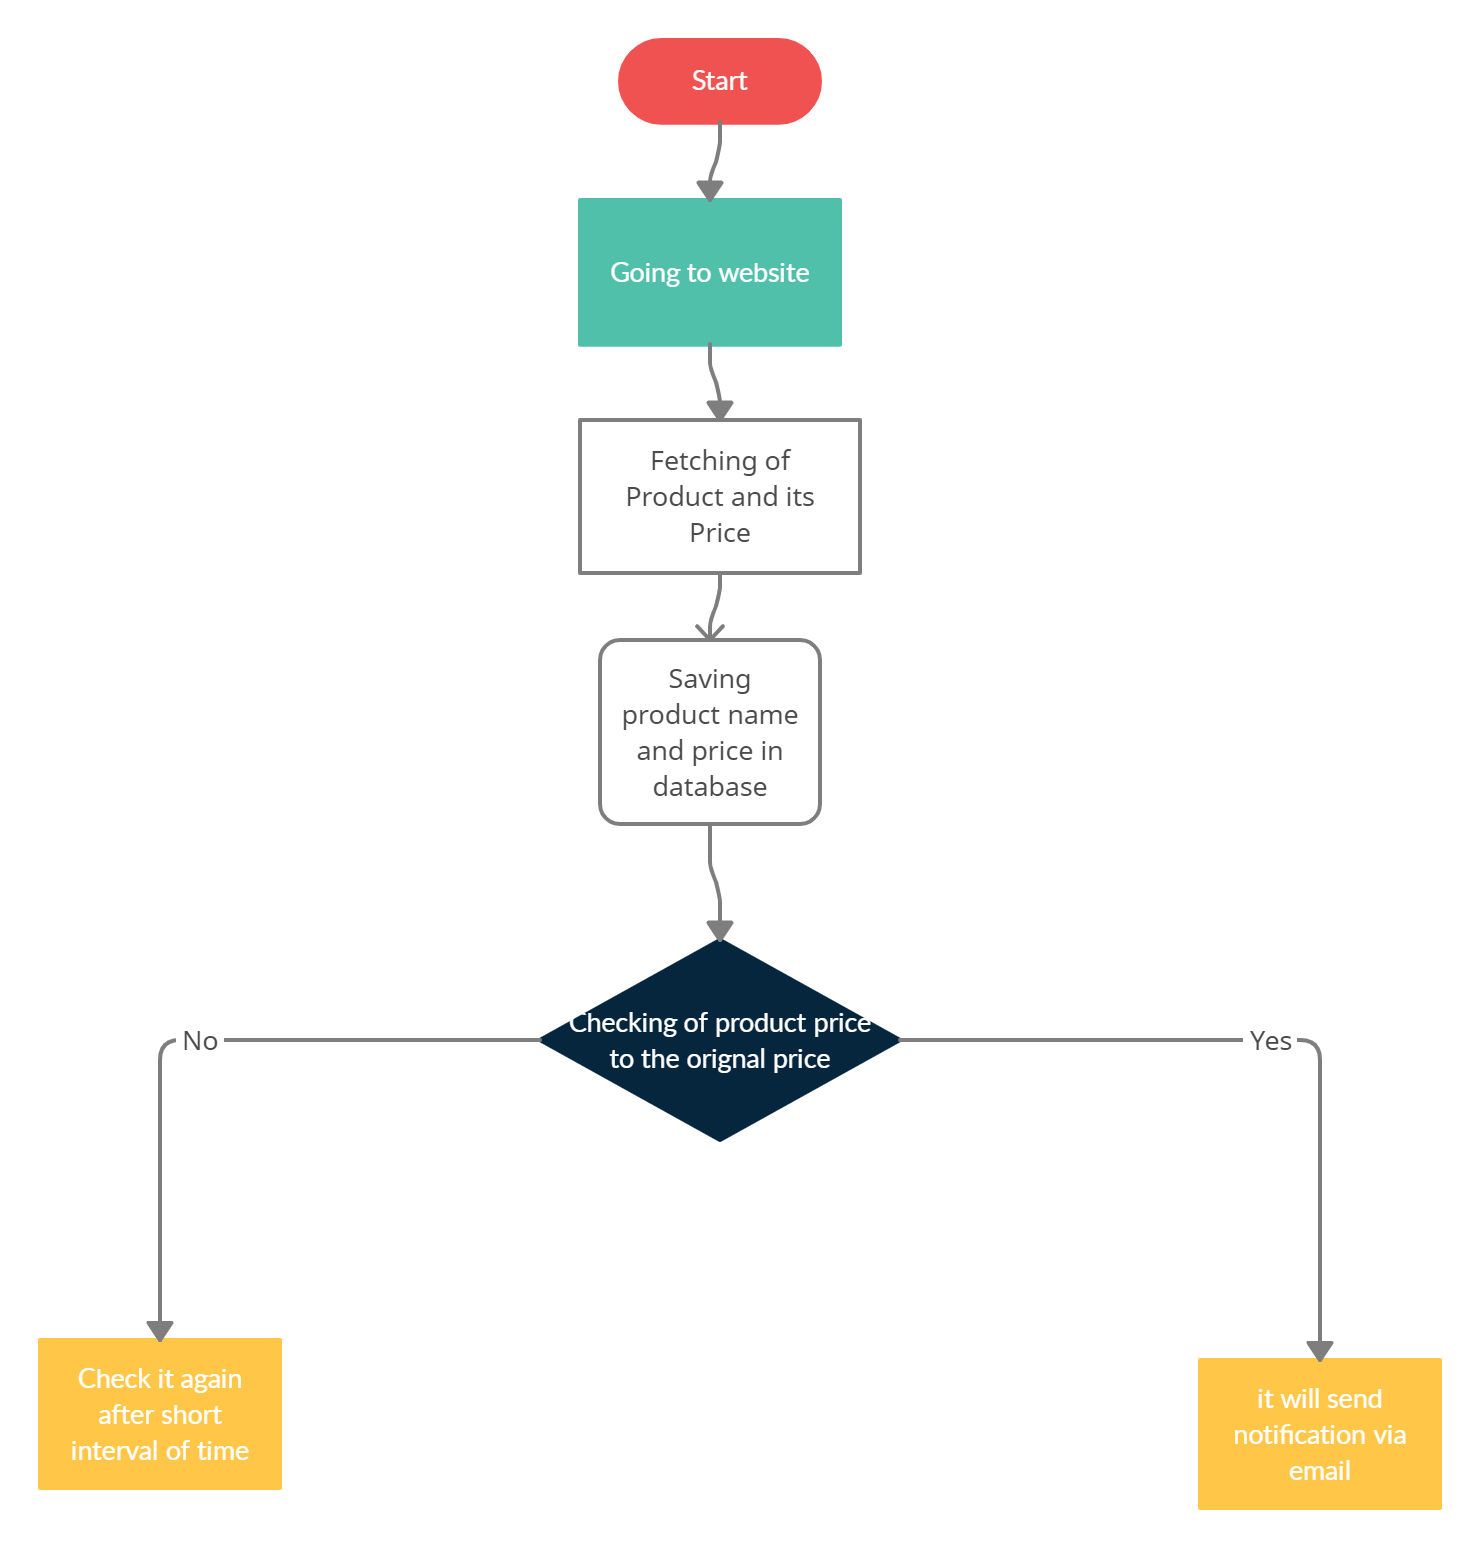 Start
Going to website
Fetching of
Product and its
Price
Saving
product name
and price in
database
Checking of product price
to the orignal price
No
Yes
Check it again
after short
interval of time
it will send
notification via
email